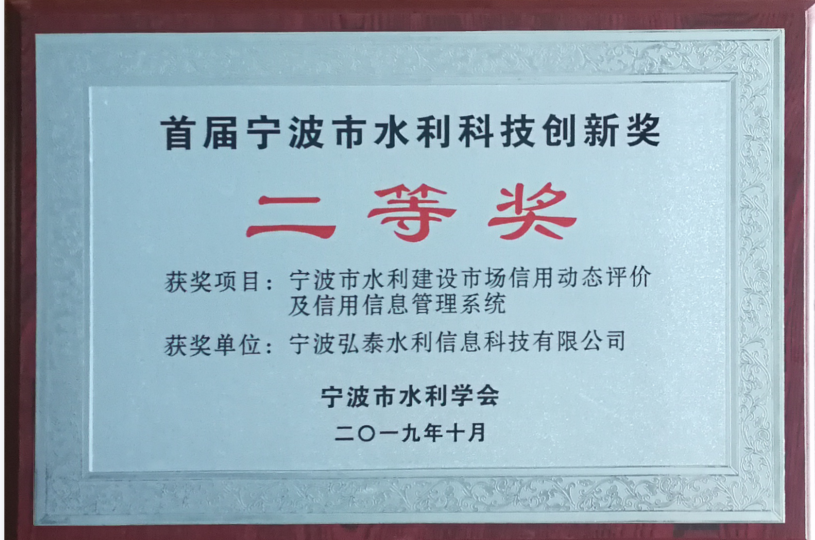 首届宁波市水利科技创新奖
二等奖
获奖项目：宁波市水利建设市场信用动态评价
及信用信息管理系统
获奖单位：宁波弘泰水利信息科技有限公司
宁波市水利学会
二〇一九年十月